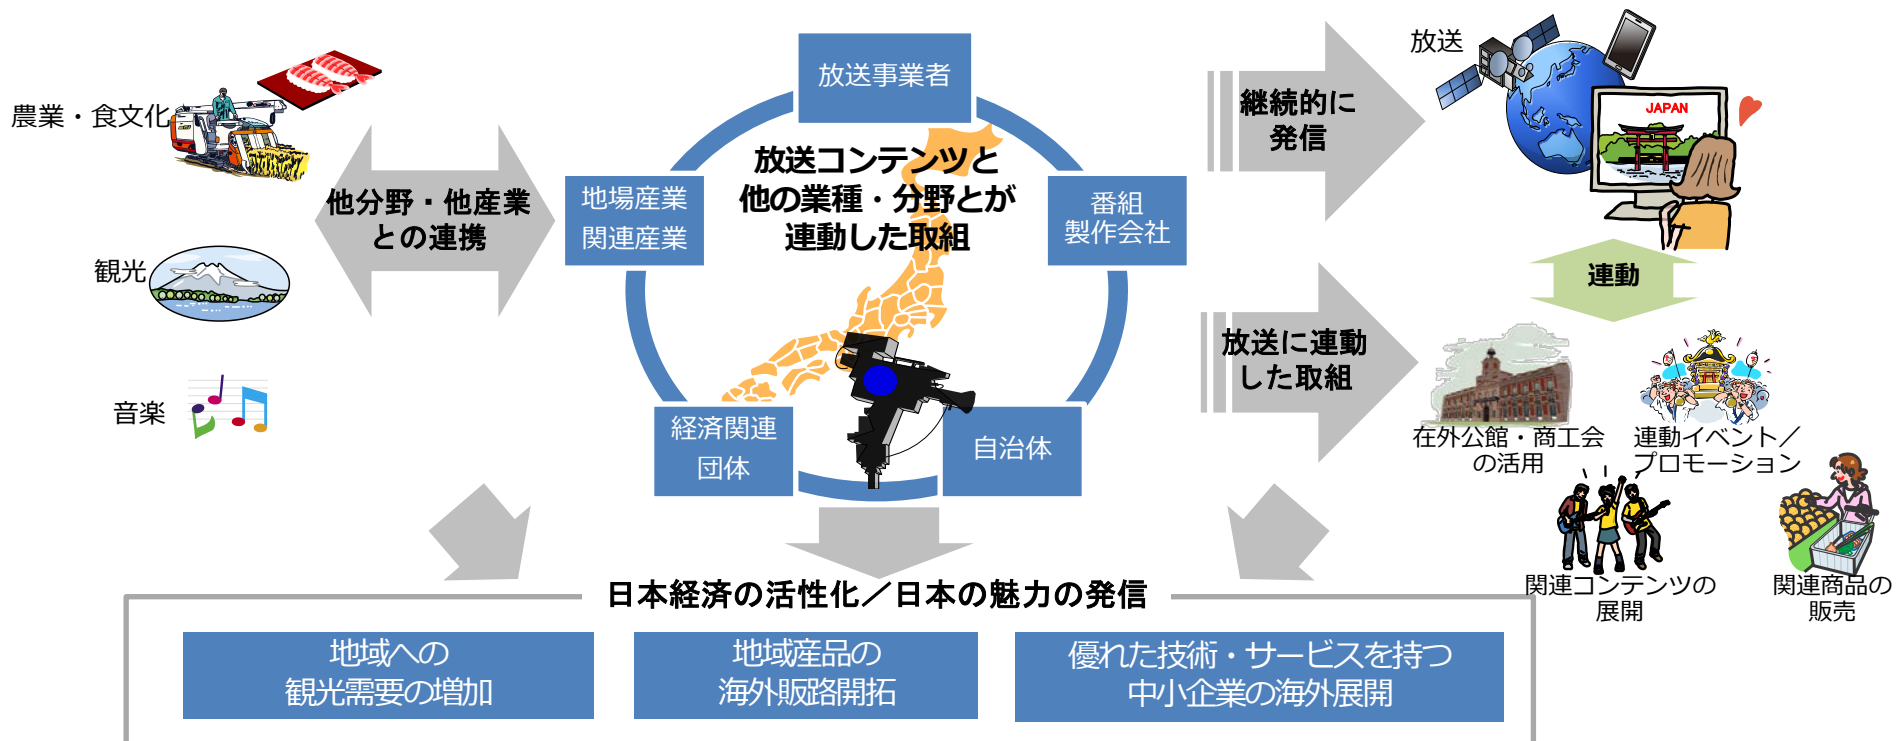 農業・食文化
観光
音楽
他分野・他産業
との連携
放送事業者
地場産業
関連産業
番組
製作会社
経済関連
団体
自治体
放送コンテンツと
他の業種・分野とが
連動した取組
継続的に
発信
放送に連動
した取組
放送
JAPAN
連動
在外公館・商工会
の活用
連動イベント／
プロモーション
関連コンテンツの
展開
関連商品の
販売
日本経済の活性化／日本の魅力の発信
地域への
観光需要の増加
地域産品の
海外販路開拓
優れた技術・サービスを持つ
中小企業の海外展開